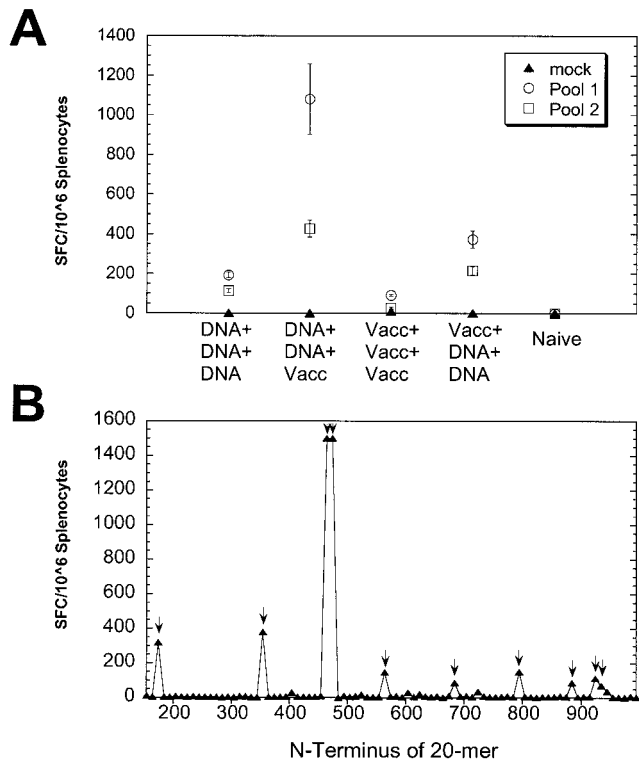 A
SFC/10^6 Splenocytes
1400
1200
1000
800
600
400
200
0
mock
Pool 1
Pool 2
DNA+ DNA+ Vacc+ Vacc+ Naive
DNA+ DNA+ Vacc+ DNA+
DNA Vacc Vacc DNA
B
SFC/10^6 Splenocytes
1600
1400
1200
1000
800
600
400
200
0
200 300 400 500 600 700 800 900
N-Terminus of 20-mer